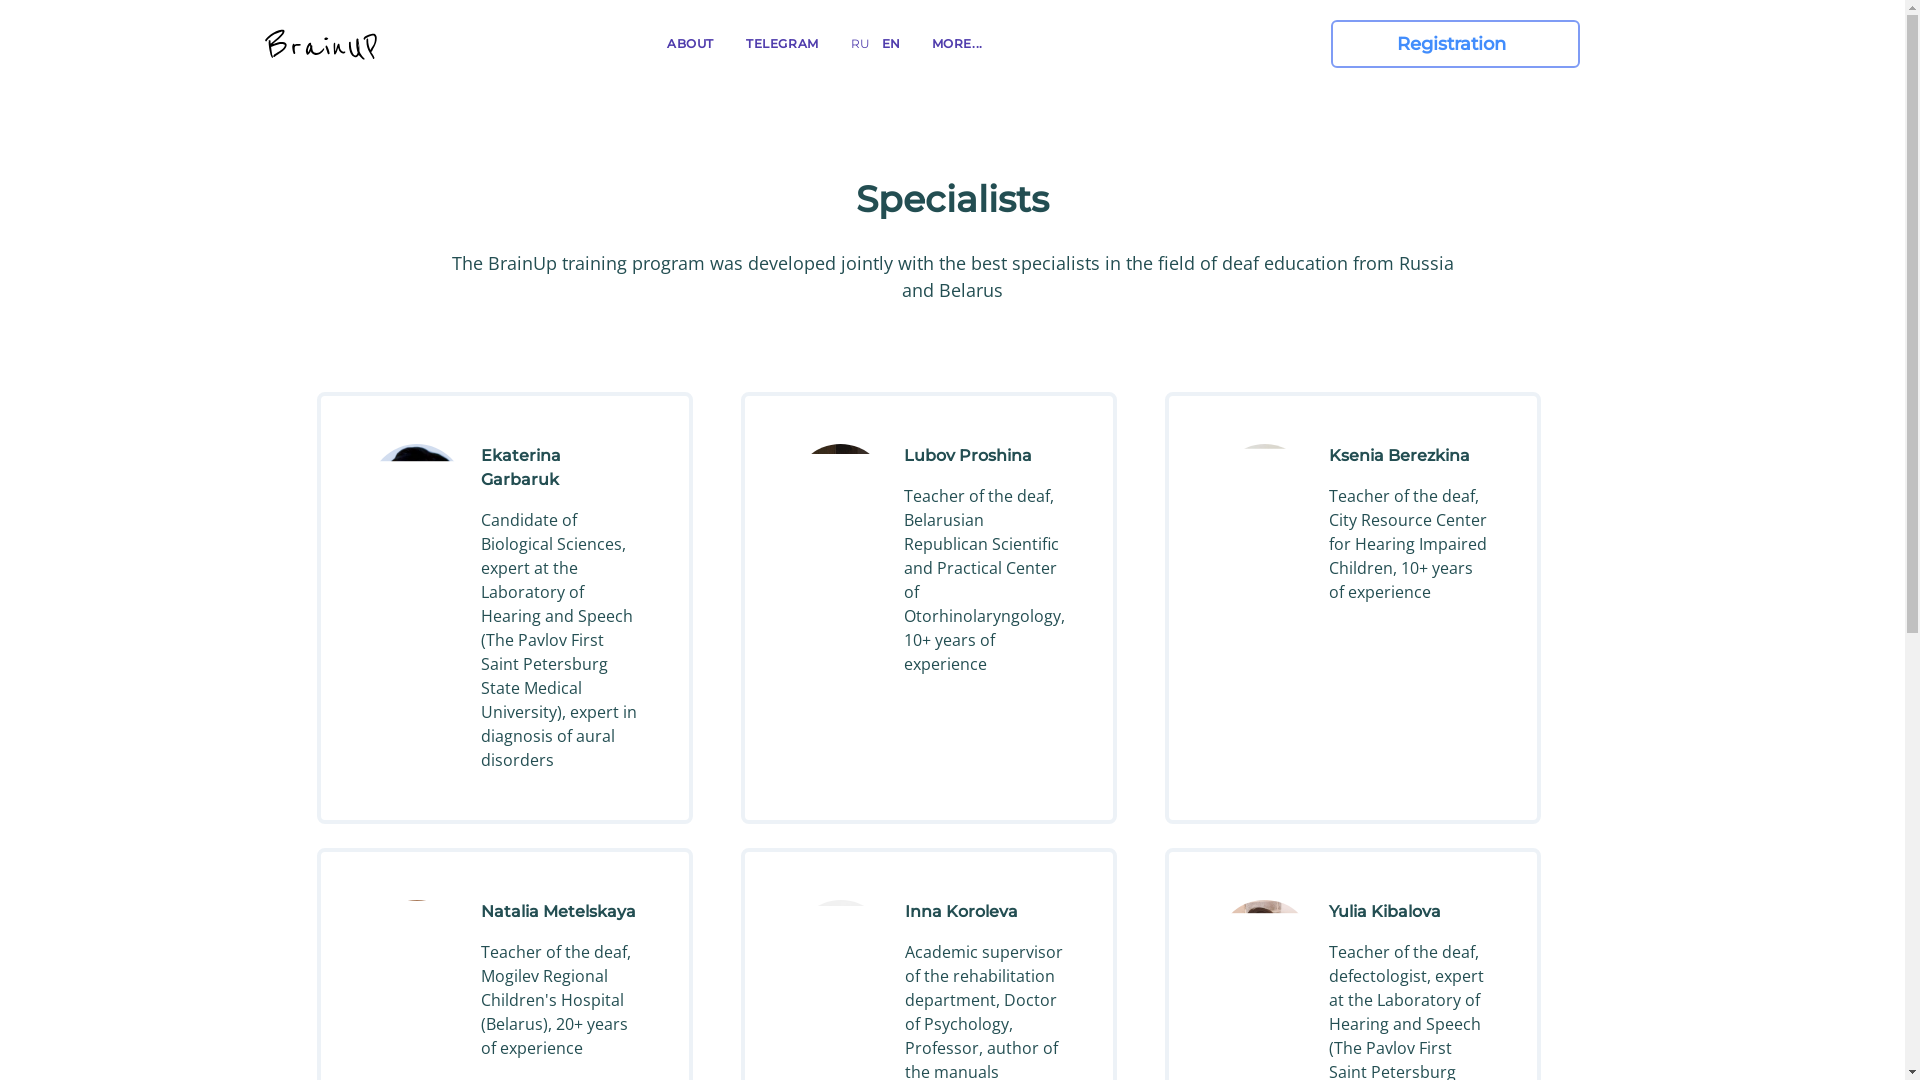 BrainUP
ABOUT
TELEGRAM
RU
EN
MORE...
Registration
Specialists
The BrainUp training program was developed jointly with the best specialists in the field of deaf education from Russia
and Belarus
Ekaterina
Garbaruk
Candidate of
Biological Sciences,
expert at the
Laboratory of
Hearing and Speech
(The Pavlov First
Saint Petersburg
State Medical
University), expert in
diagnosis of aural
disorders
Lubov Proshina
Teacher of the deaf,
Belarusian
Republican Scientific
and Practical Center
of
Otorhinolaryngology,
10+ years of
experience
Ksenia Berezkina
Teacher of the deaf,
City Resource Center
for Hearing Impaired
Children, 10+ years
of experience
Natalia Metelskaya
Teacher of the deaf,
Mogilev Regional
Children's Hospital
(Belarus), 20+ years
of experience
Inna Koroleva
Academic supervisor
of the rehabilitation
department, Doctor
of Psychology,
Professor, author of
the manuals
Yulia Kibalova
Teacher of the deaf,
defectologist, expert
at the Laboratory of
Hearing and Speech
(The Pavlov First
Saint Petersburg